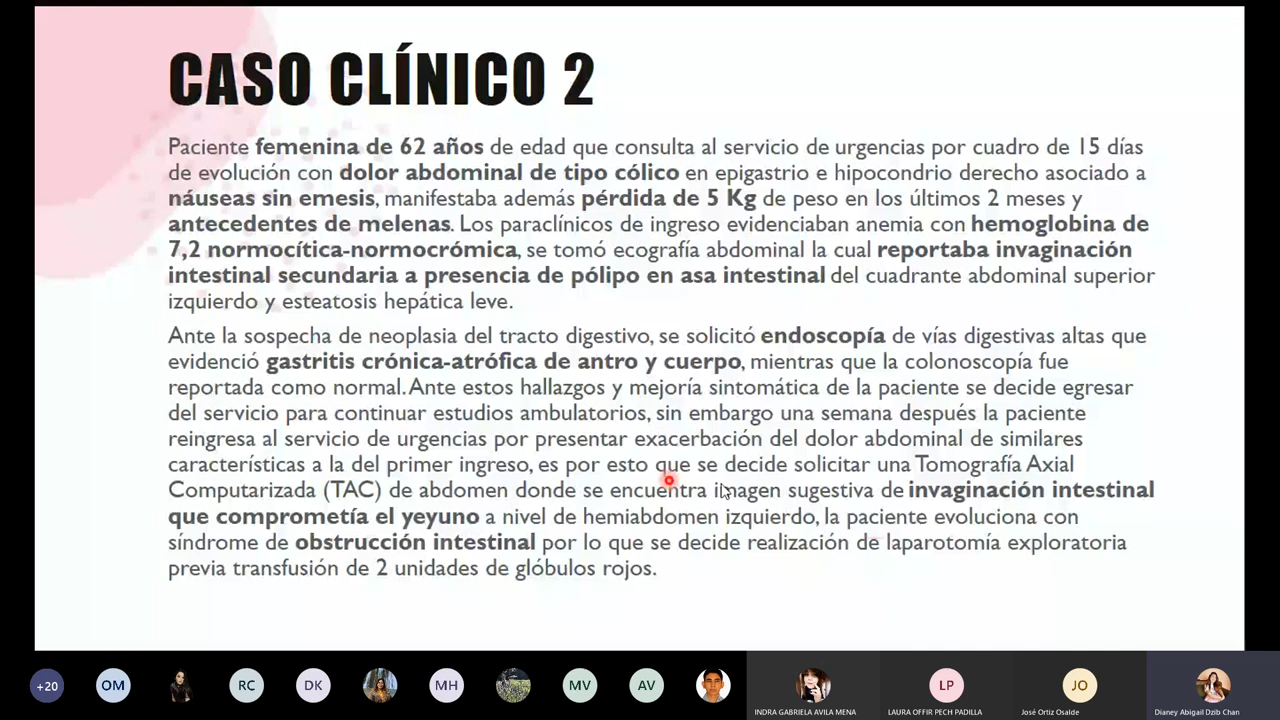 CASO CLÍNICO 2
Paciente femenina de 62 años de edad que consulta al servicio de urgencias por cuadro de 15 días
de evolución con dolor abdominal de tipo cólico en epigastrio e hipocondrio derecho asociado a
náuseas sin emesis, manifestaba además pérdida de 5 Kg de peso en los últimos 2 meses y
antecedentes de melenas. Los paraclínicos de ingreso evidenciaban anemia con hemoglobina de
7,2 normocítica-normocrómica, se tomó ecografía abdominal la cual reportaba invaginación
intestinal secundaria a presencia de pólipo en asa intestinal del cuadrante abdominal superior
izquierdo y esteatosis hepática leve.
Ante la sospecha de neoplasia del tracto digestivo, se solicitó endoscopía de vías digestivas altas que
evidenció gastritis crónica-atrófica de antro y cuerpo, mientras que la colonoscopía fue
reportada como normal. Ante estos hallazgos y mejoría sintomática de la paciente se decide egresar
del servicio para continuar estudios ambulatorios, sin embargo una semana después la paciente
reingresa al servicio de urgencias por presentar exacerbación del dolor abdominal de similares
características a la del primer ingreso, es por esto que se decide solicitar una Tomografía Axial
Computarizada (TAC) de abdomen donde se encuentra imagen sugestiva de invaginación intestinal
que comprometía el yeyuno a nivel de hemiabdomen izquierdo, la paciente evoluciona con
síndrome de obstrucción intestinal por lo que se decide realización de laparotomía exploratoria
previa transfusión de 2 unidades de glóbulos rojos.
+20 OM RC DK MH MV AV LP JO
INDRA GABRIELA AVILA MENA LAURA OFFIR PECH PADILLA José Ortiz Osalde Dianey Abigail Dzib Chan